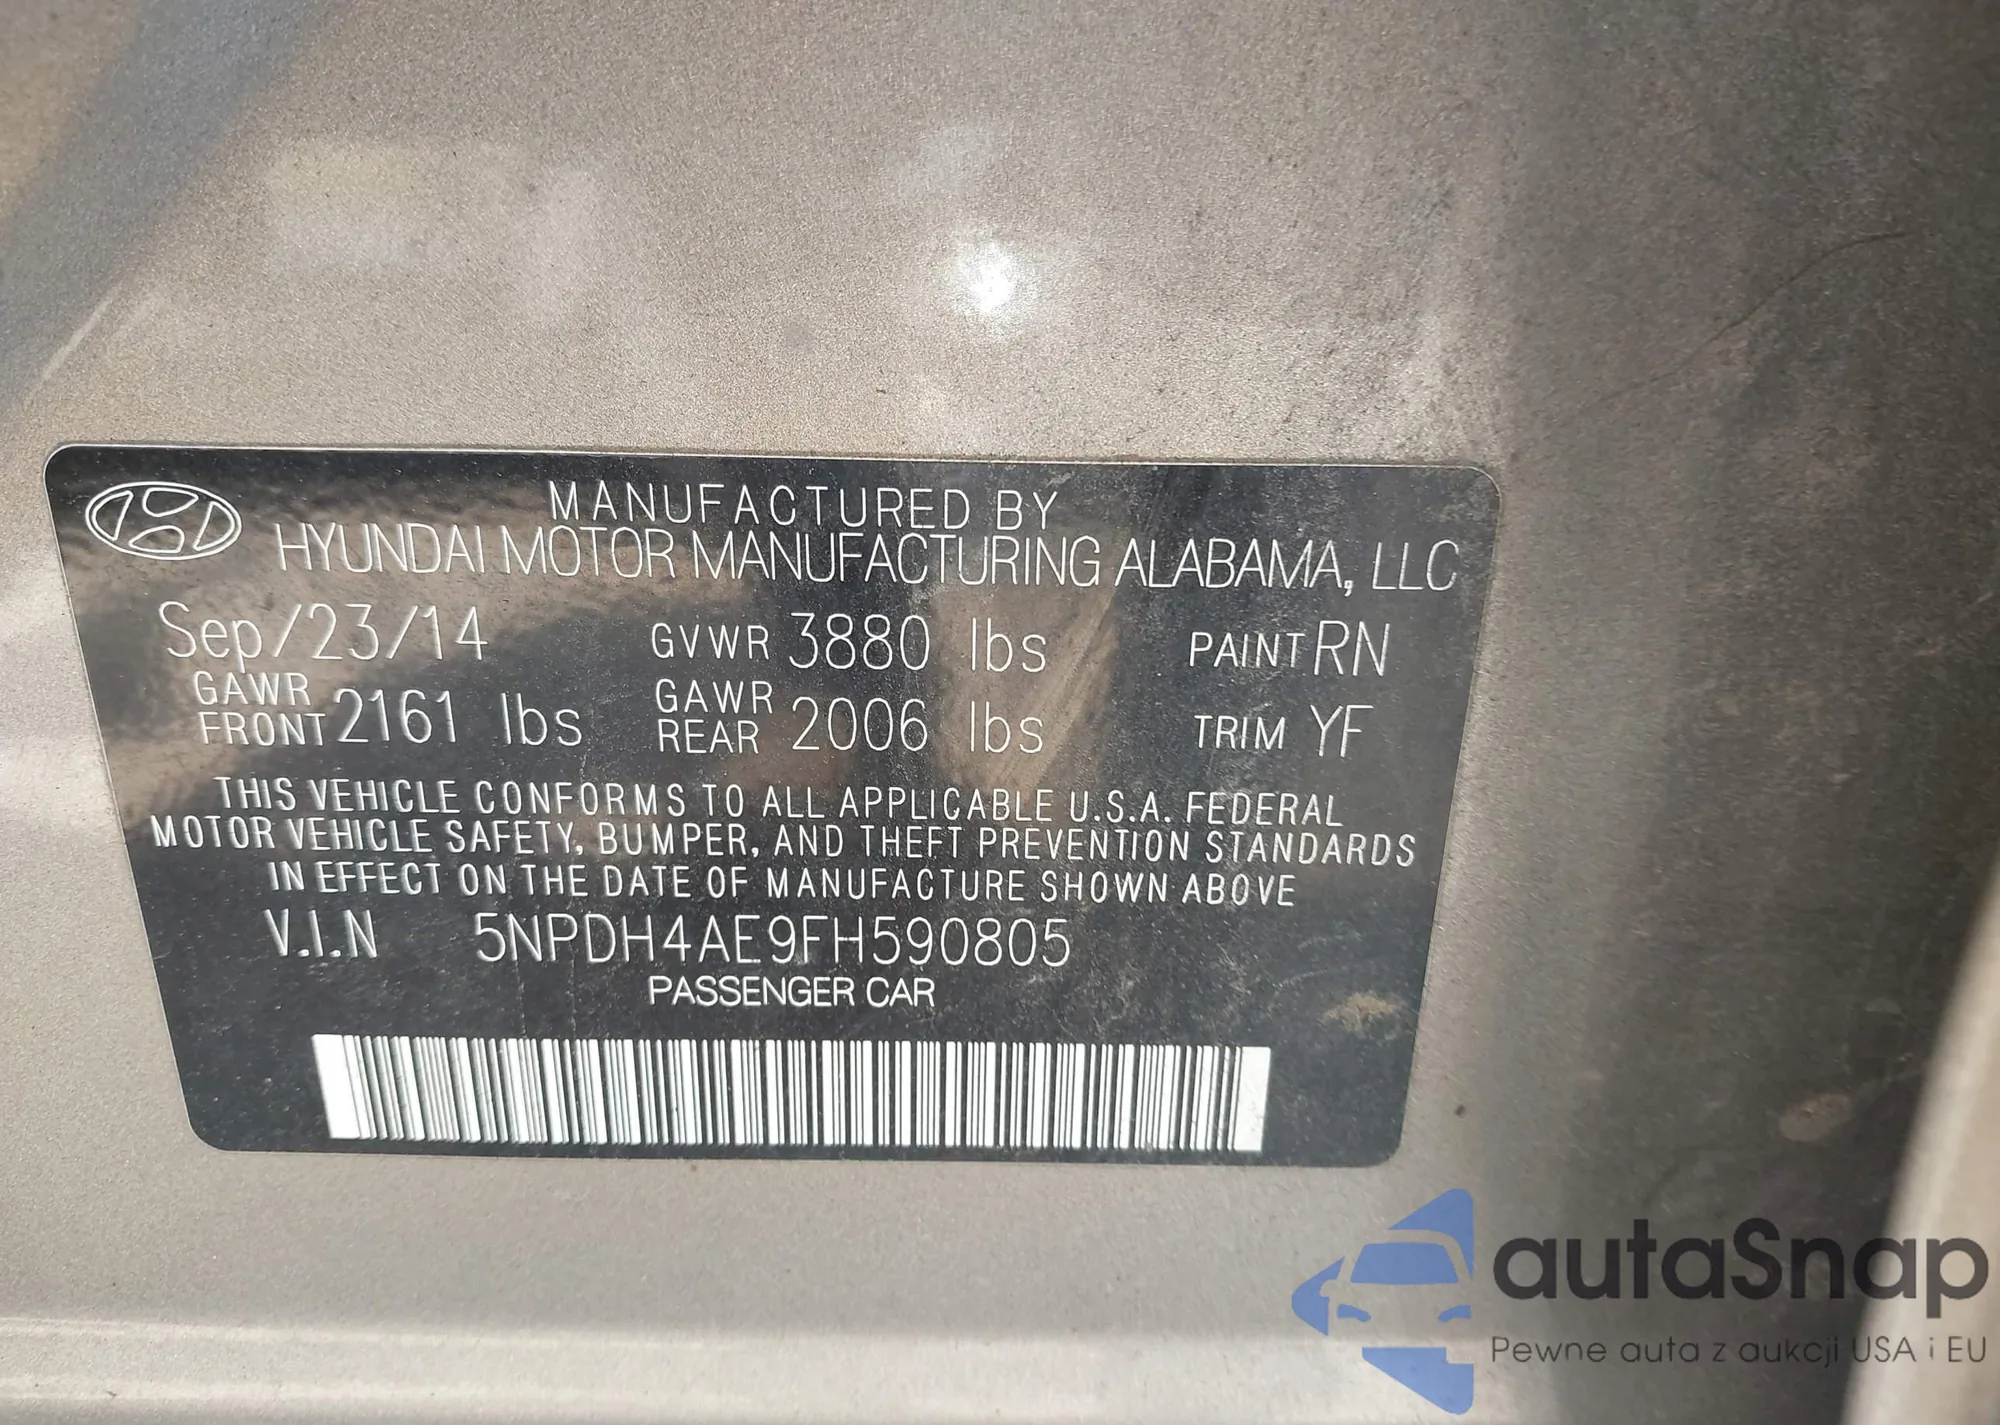 MANUFACTURED BY
HYUNDAI MOTOR MANUFACTURING ALABAMA, LLC
Sep/23/14 GVWR 3880 lbs PAINT RN
GAWR FRONT 2161 lbs GAWR REAR 2006 lbs TRIM YF
THIS VEHICLE CONFORMS TO ALL APPLICABLE U.S.A. FEDERAL
MOTOR VEHICLE SAFETY, BUMPER, AND THEFT PREVENTION STANDARDS
IN EFFECT ON THE DATE OF MANUFACTURE SHOWN ABOVE
V.I.N 5NPDH4AE9FH590805
PASSENGER CAR
autaSnap
Pewne auta z aukcji USA i EU